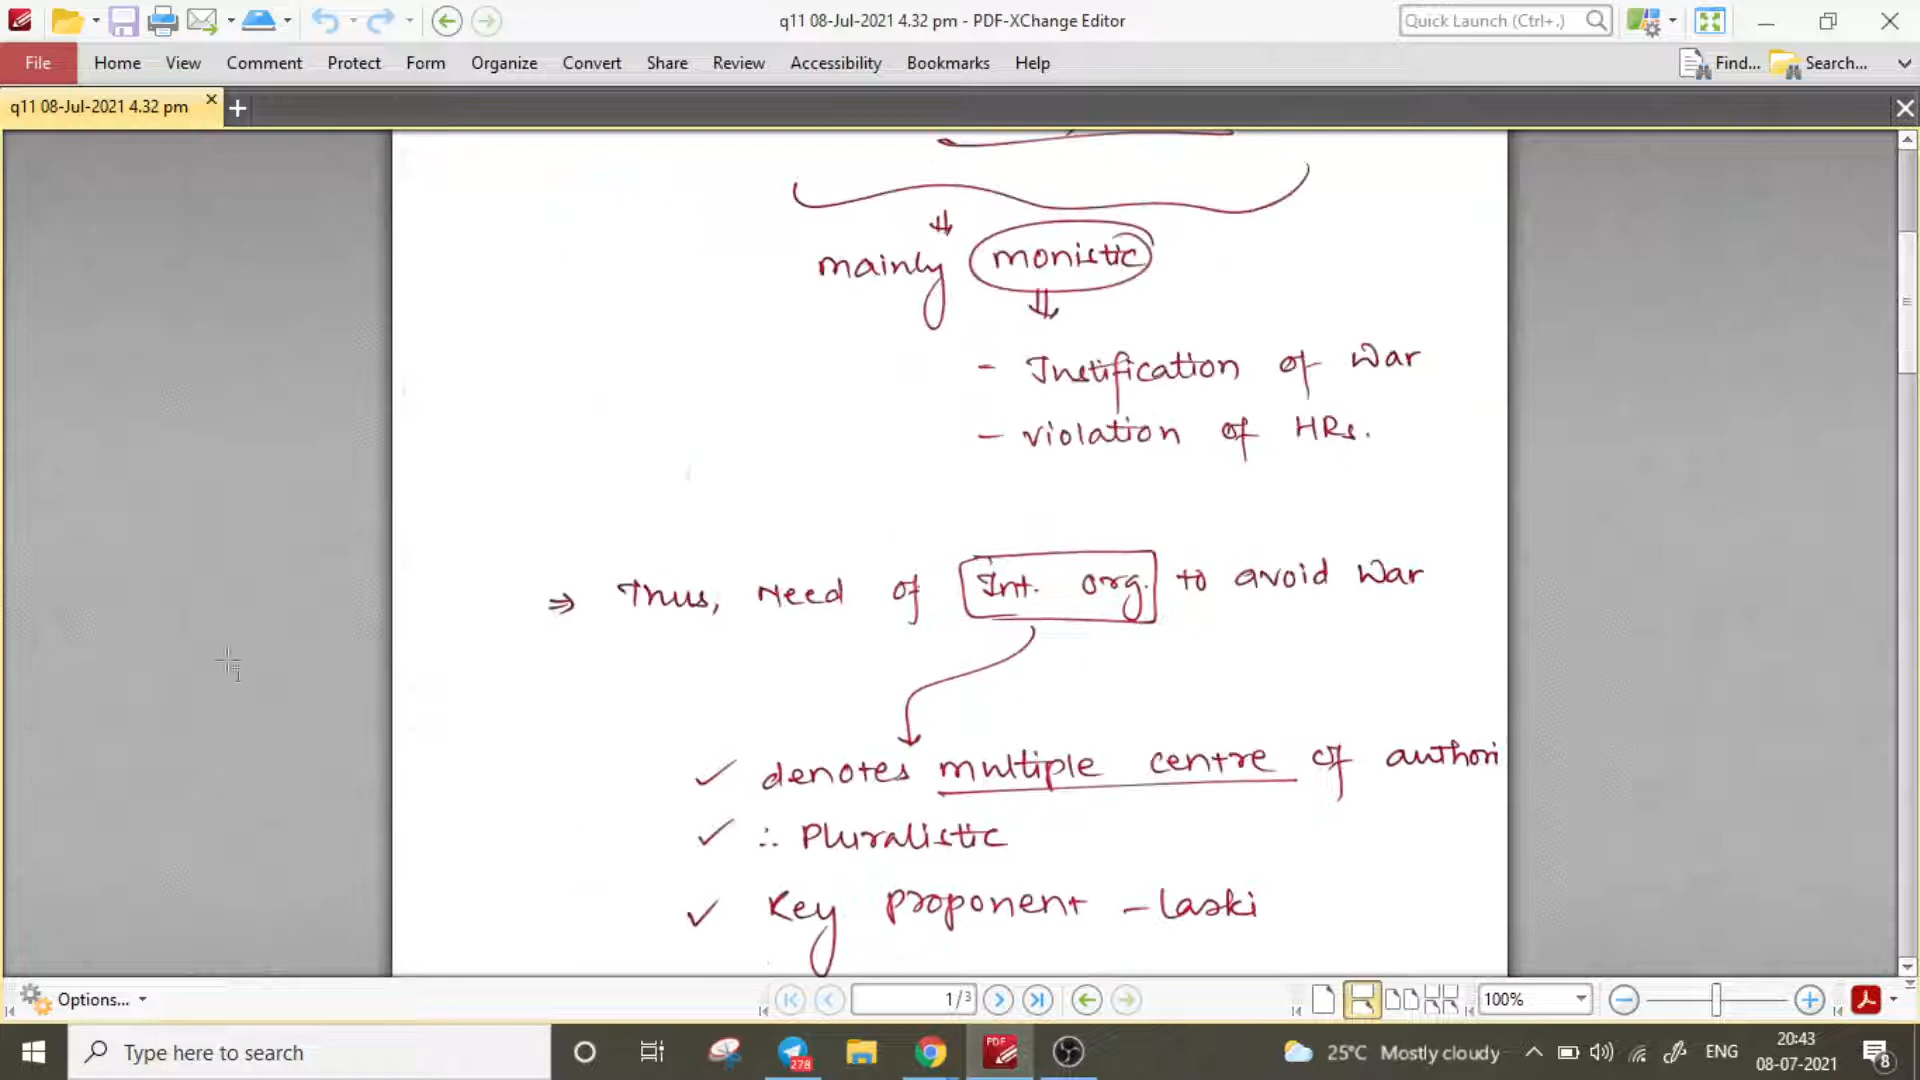 q11 08-Jul-2021 4.32 pm - PDF-XChange Editor
Quick Launch (Ctrl+.)
File Home View Comment Protect Form Organize Convert Share Review Accessibility Bookmarks Help
Find... Search...
q11 08-Jul-2021 4.32 pm
mainly monistic
- Justification of War
- violation of HRs.
⇒ Thus, Need of Int. org. to avoid War
✓ denotes multiple centre of authori
✓ ∴ Pluralistic
✓ Key proponent - laski
Options...
1/3
100%
Type here to search
PDF
278
25°C Mostly cloudy
ENG
20:43
08-07-2021
8